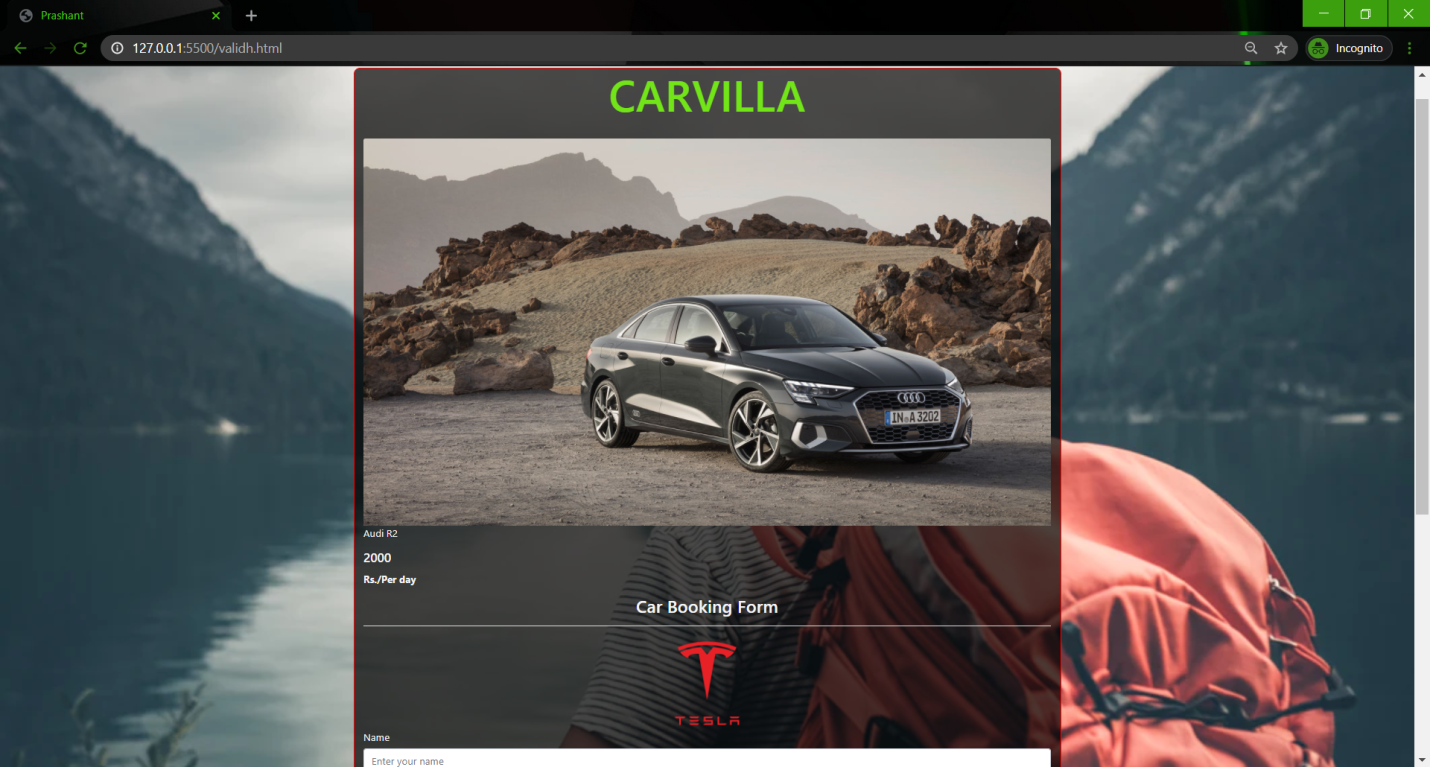 Prashant
127.0.0.1:5500/validh.html
Incognito
CARVILLA
IN•A 3202
Audi R2
2000
Rs./Per day
Car Booking Form
TESLA
Name
Enter your name